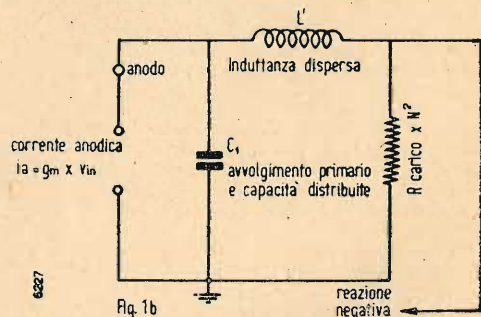 L'
Induttanza dispersa
anodo
corrente anodica
ia = gm x Vin
C1
avvolgimento primario
e capacità distribuite
R carico x N²
6227
Fig. 1b
reazione
negativa